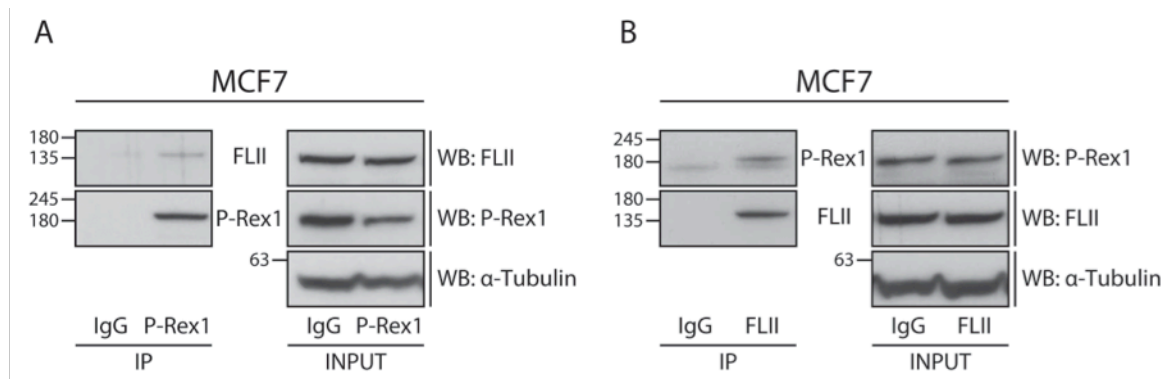 A
MCF7
180
135
FLII
WB: FLII
245
180
P-Rex1
WB: P-Rex1
63
WB: α-Tubulin
IgG P-Rex1
IgG P-Rex1
IP
INPUT
B
MCF7
245
180
P-Rex1
WB: P-Rex1
180
135
FLII
WB: FLII
63
WB: α-Tubulin
IgG FLII
IgG FLII
IP
INPUT